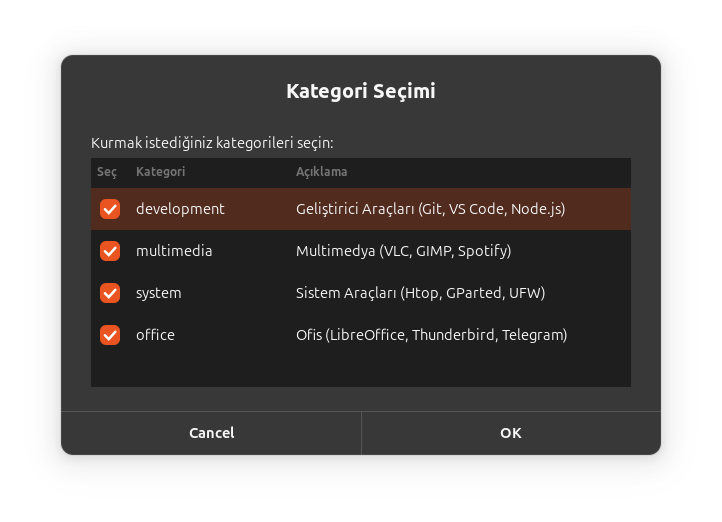 Kategori Seçimi
Kurmak istediğiniz kategorileri seçin:
Seç Kategori Açıklama
development Geliştirici Araçları (Git, VS Code, Node.js)
multimedia Multimedya (VLC, GIMP, Spotify)
system Sistem Araçları (Htop, GParted, UFW)
office Ofis (LibreOffice, Thunderbird, Telegram)
Cancel OK